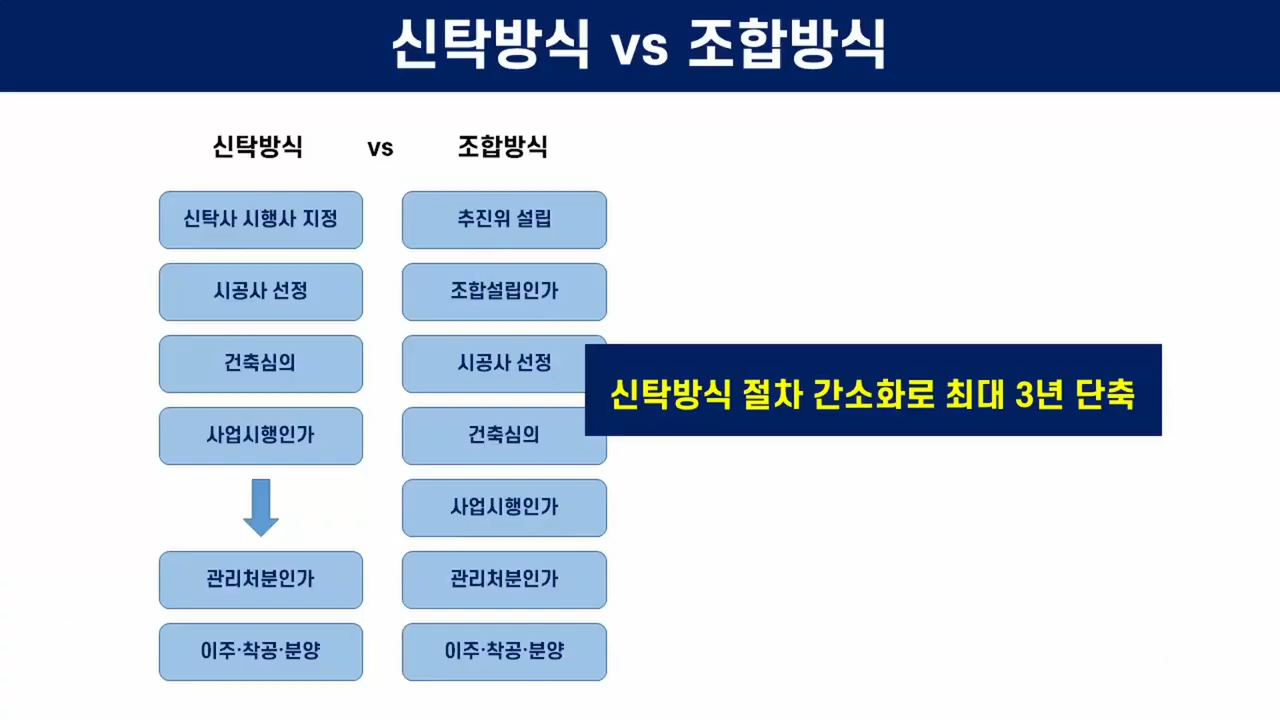 신탁방식 vs 조합방식
신탁방식 vs 조합방식
신탁사 시행사 지정
시공사 선정
건축심의
사업시행인가
관리처분인가
이주·착공·분양
추진위 설립
조합설립인가
시공사 선정
건축심의
사업시행인가
관리처분인가
이주·착공·분양
신탁방식 절차 간소화로 최대 3년 단축